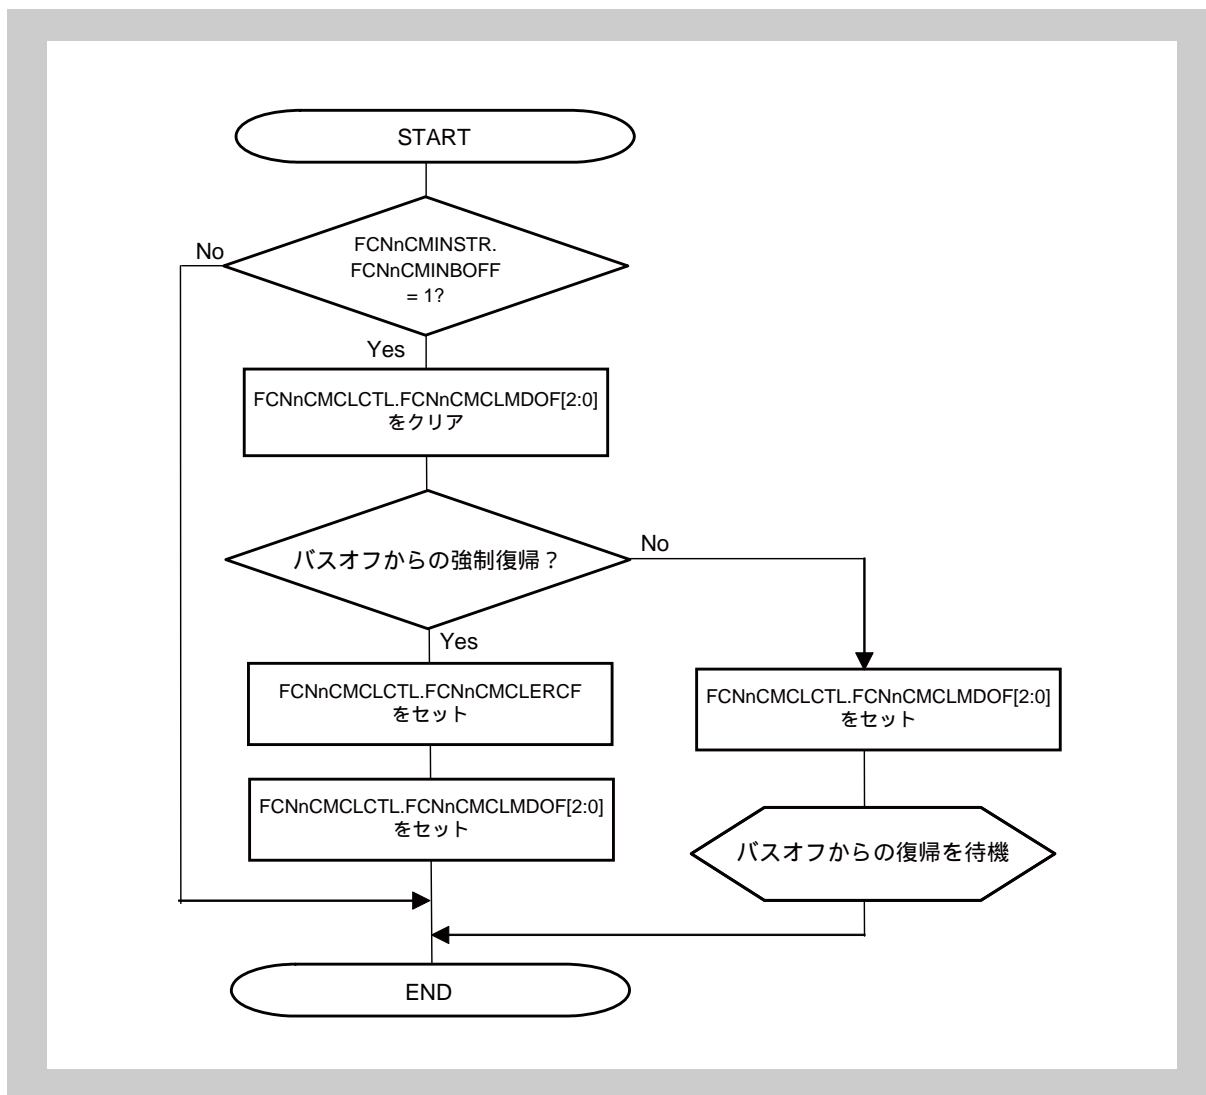 START
FCNnCMINSTR.
FCNnCMINBOFF
= 1?
No
Yes
FCNnCMCLCTL.FCNnCMCLMDOF[2:0]
をクリア
バスオフからの強制復帰？
No
Yes
FCNnCMCLCTL.FCNnCMCLERCF
をセット
FCNnCMCLCTL.FCNnCMCLMDOF[2:0]
をセット
FCNnCMCLCTL.FCNnCMCLMDOF[2:0]
をセット
バスオフからの復帰を待機
END